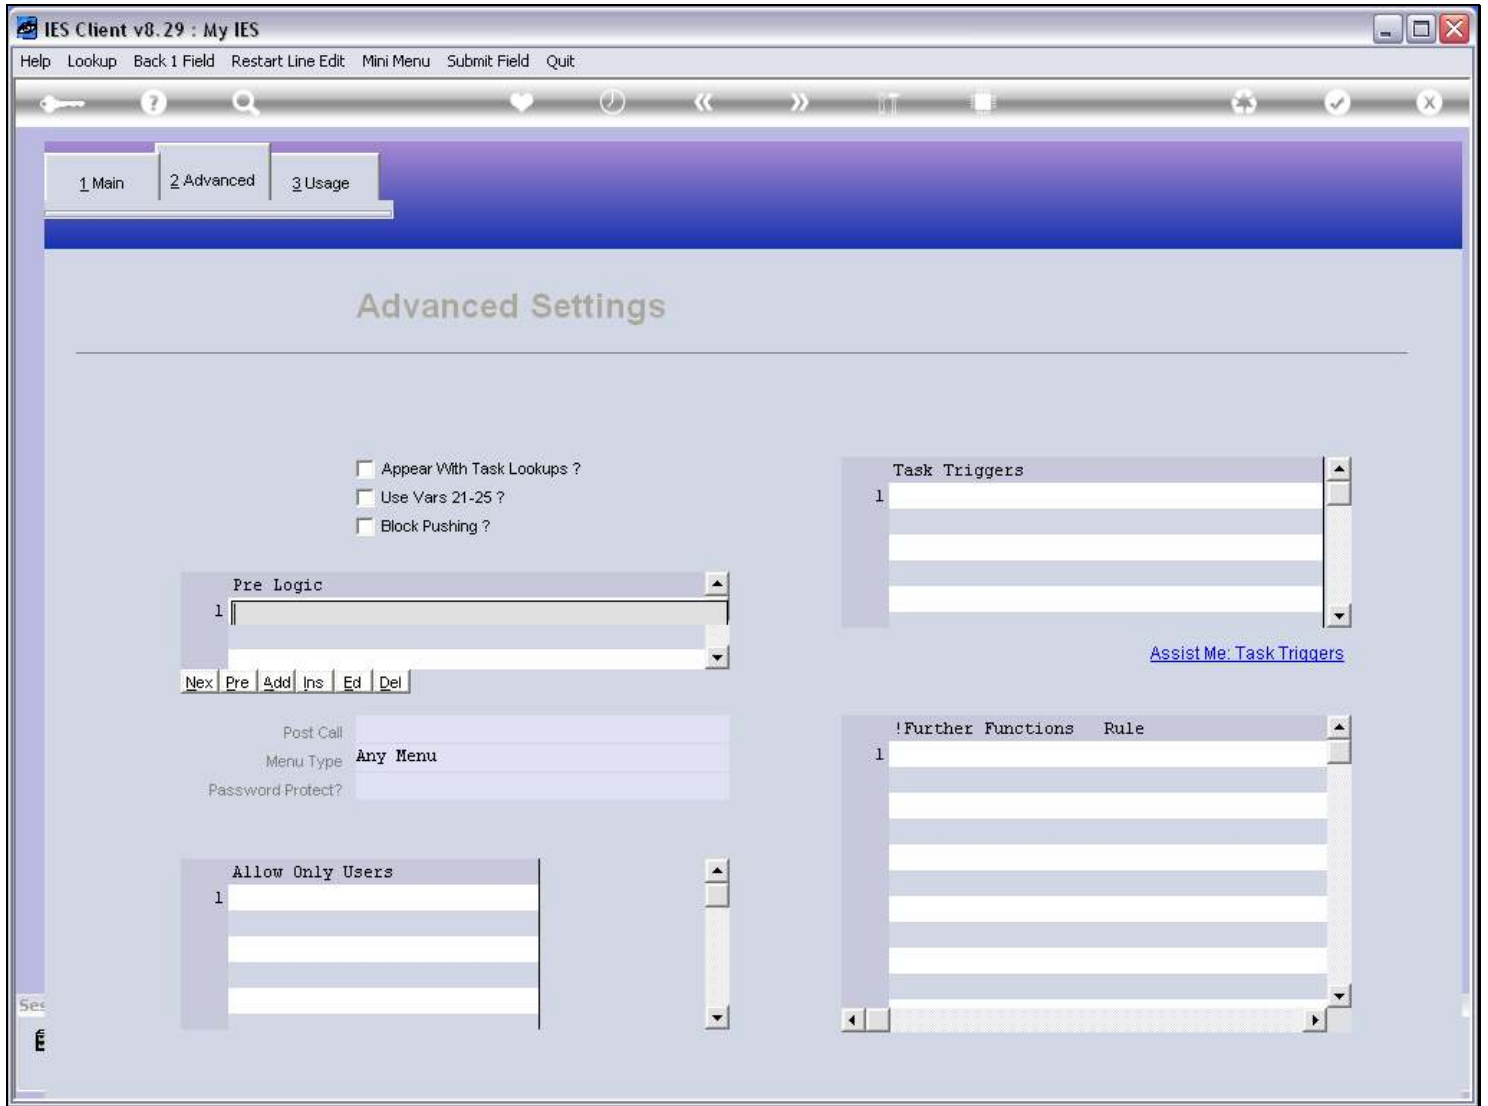 IES Client v8.29 : My IES
Help Lookup Back 1 Field Restart Line Edit Mini Menu Submit Field Quit
1 Main 2 Advanced 3 Usage
Advanced Settings
Appear With Task Lookups ?
Use Vars 21-25 ?
Block Pushing ?
Pre Logic
1
Nex Pre Add Ins Ed Del
Post Call
Menu Type Any Menu
Password Protect?
Allow Only Users
1
Task Triggers
1
Assist Me: Task Triggers
!Further Functions Rule
1
Ses